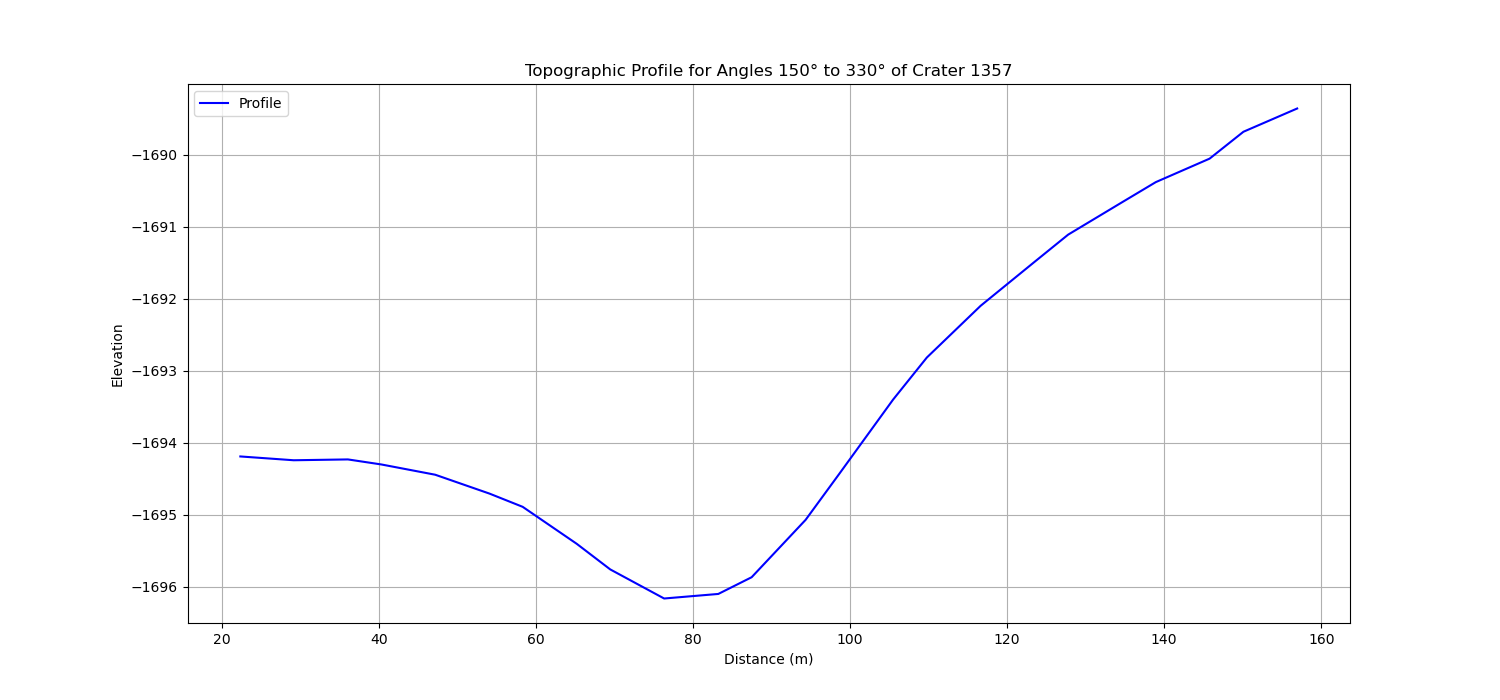 Topographic Profile for Angles 150° to 330° of Crater 1357
Profile
−1690
−1691
−1692
−1693
−1694
−1695
−1696
Elevation
20 40 60 80 100 120 140 160
Distance (m)